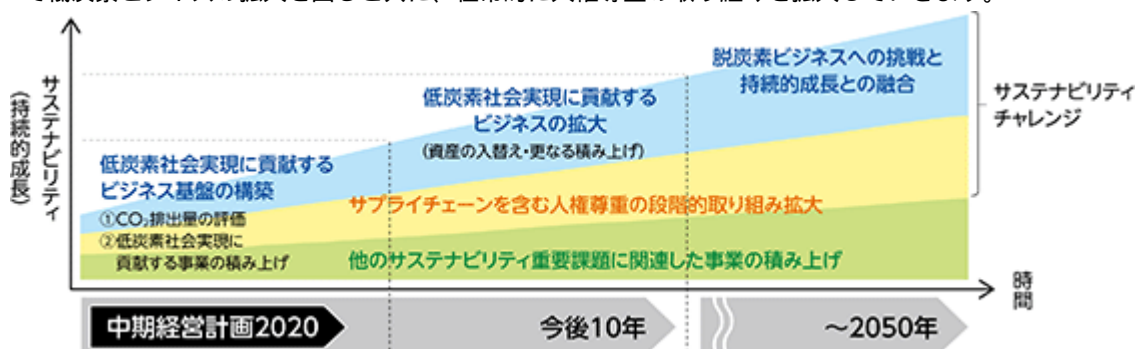 脱炭素ビジネスへの挑戦と
持続的成長との融合
低炭素社会実現に貢献する
ビジネスの拡大
(資産の入替え・更なる積み上げ)
低炭素社会実現に貢献する
ビジネス基盤の構築
①CO₂排出量の評価
②低炭素社会実現に
貢献する事業の積み上げ
サステナビリティ
(持続的成長)
サステナビリティ
チャレンジ
サプライチェーンを含む人権尊重の段階的取り組み拡大
他のサステナビリティ重要課題に関連した事業の積み上げ
時間
中期経営計画2020
今後10年
～2050年